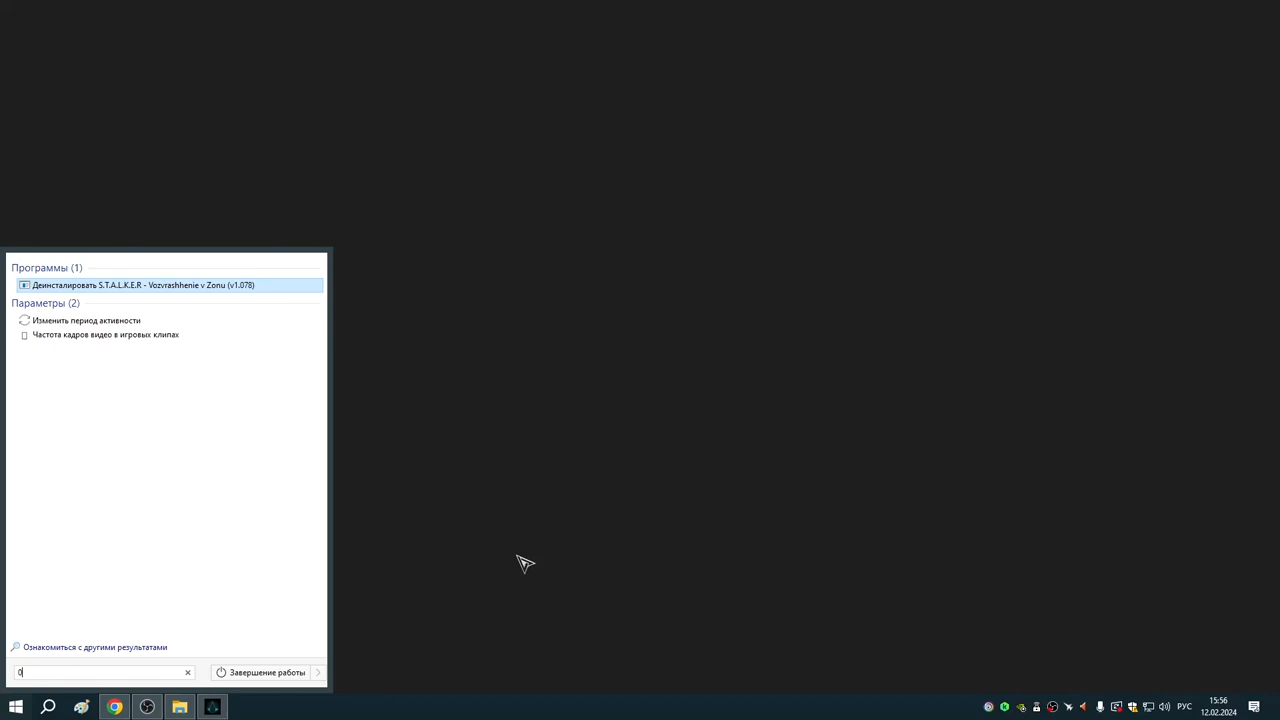 Программы (1)
Деинсталировать S.T.A.L.K.E.R - Vozvrashhenie v Zonu (v1.078)
Параметры (2)
Изменить период активности
Частота кадров видео в игровых клипах
Ознакомиться с другими результатами
0
Завершение работы
РУС
15:56
12.02.2024